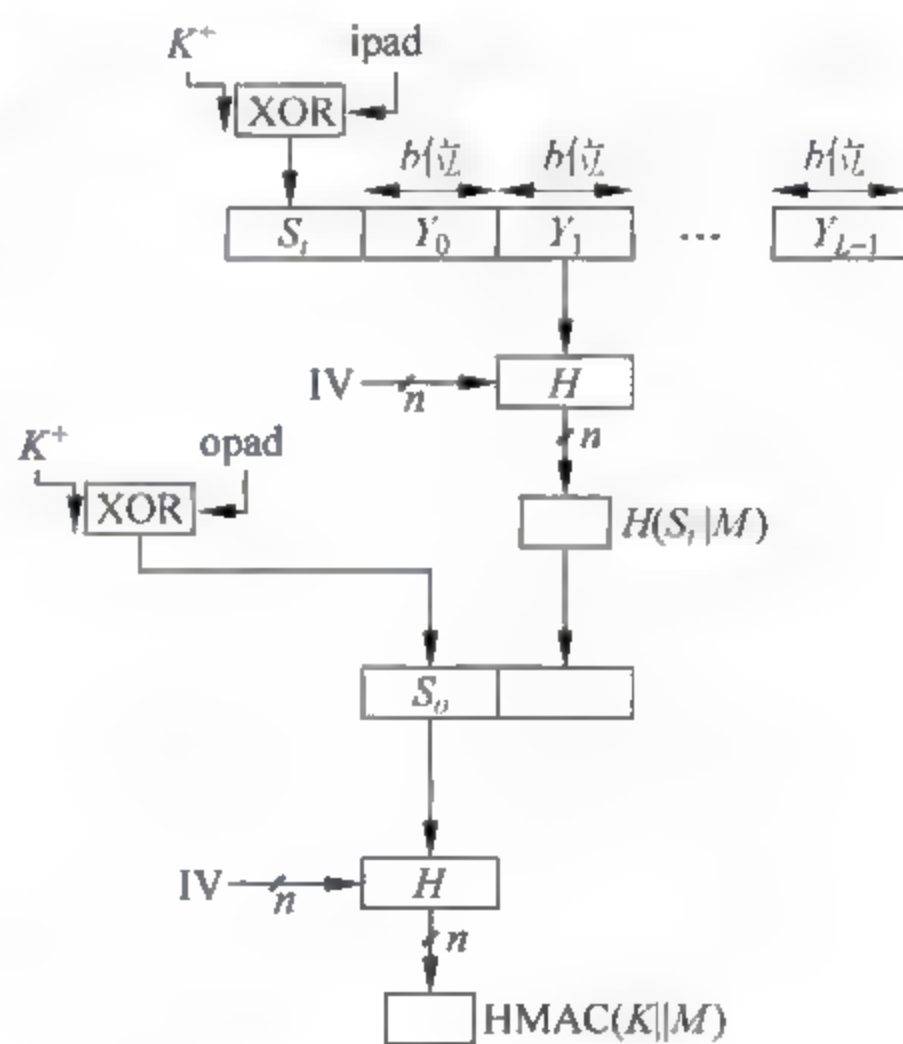 K⁺ ipad
XOR
b位 b位 b位
Sᵢ Y₀ Y₁ ... Y_{L-1}
IV n H
n
K⁺ opad
XOR
H(Sᵢ||M)
Sₒ
IV n H
n
HMAC(K||M)